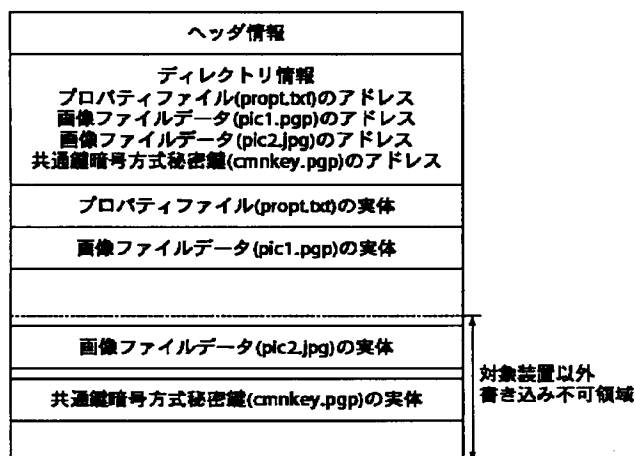 ヘッダ情報
ディレクトリ情報
プロパティファイル(propt.txt)のアドレス
画像ファイルデータ(pic1.pgp)のアドレス
画像ファイルデータ(pic2.jpg)のアドレス
共通鍵暗号方式秘密鍵(cmnkey.pgp)のアドレス
プロパティファイル(propt.txt)の実体
画像ファイルデータ(pic1.pgp)の実体
画像ファイルデータ(pic2.jpg)の実体
共通鍵暗号方式秘密鍵(cmnkey.pgp)の実体
対象装置以外
書き込み不可領域